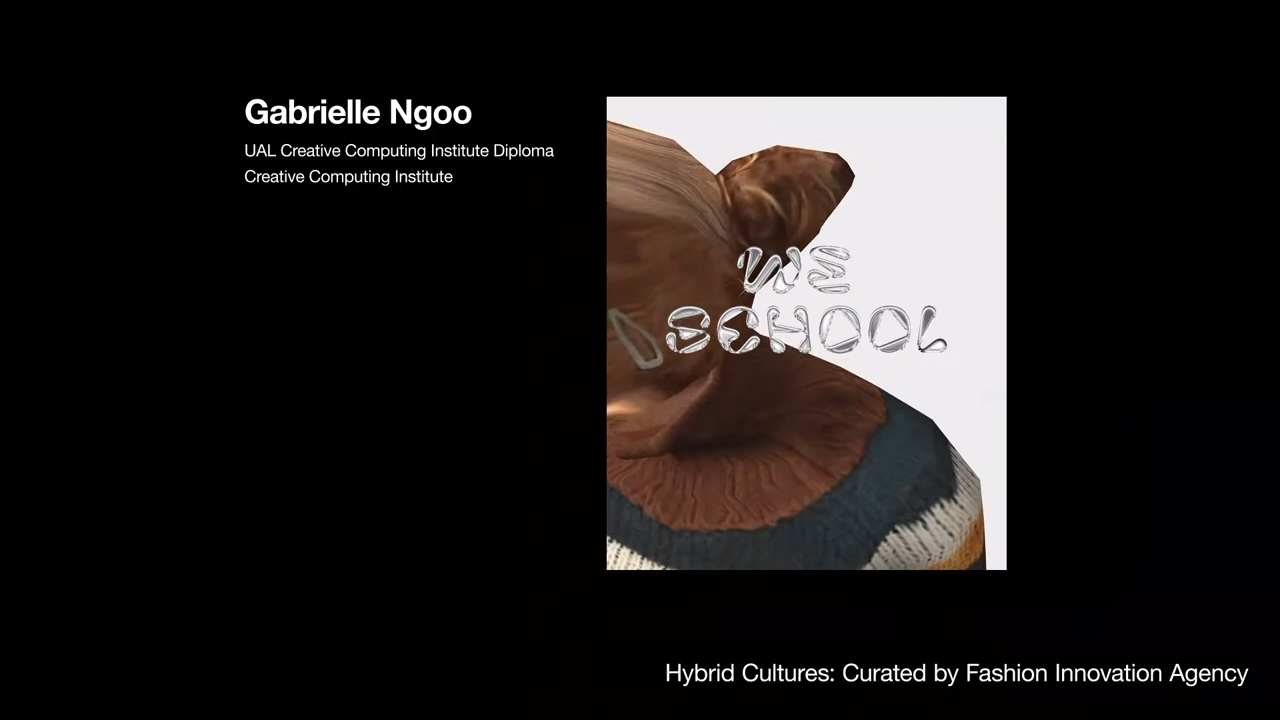 Gabrielle Ngoo
UAL Creative Computing Institute Diploma
Creative Computing Institute
WE
SCHOOL
Hybrid Cultures: Curated by Fashion Innovation Agency